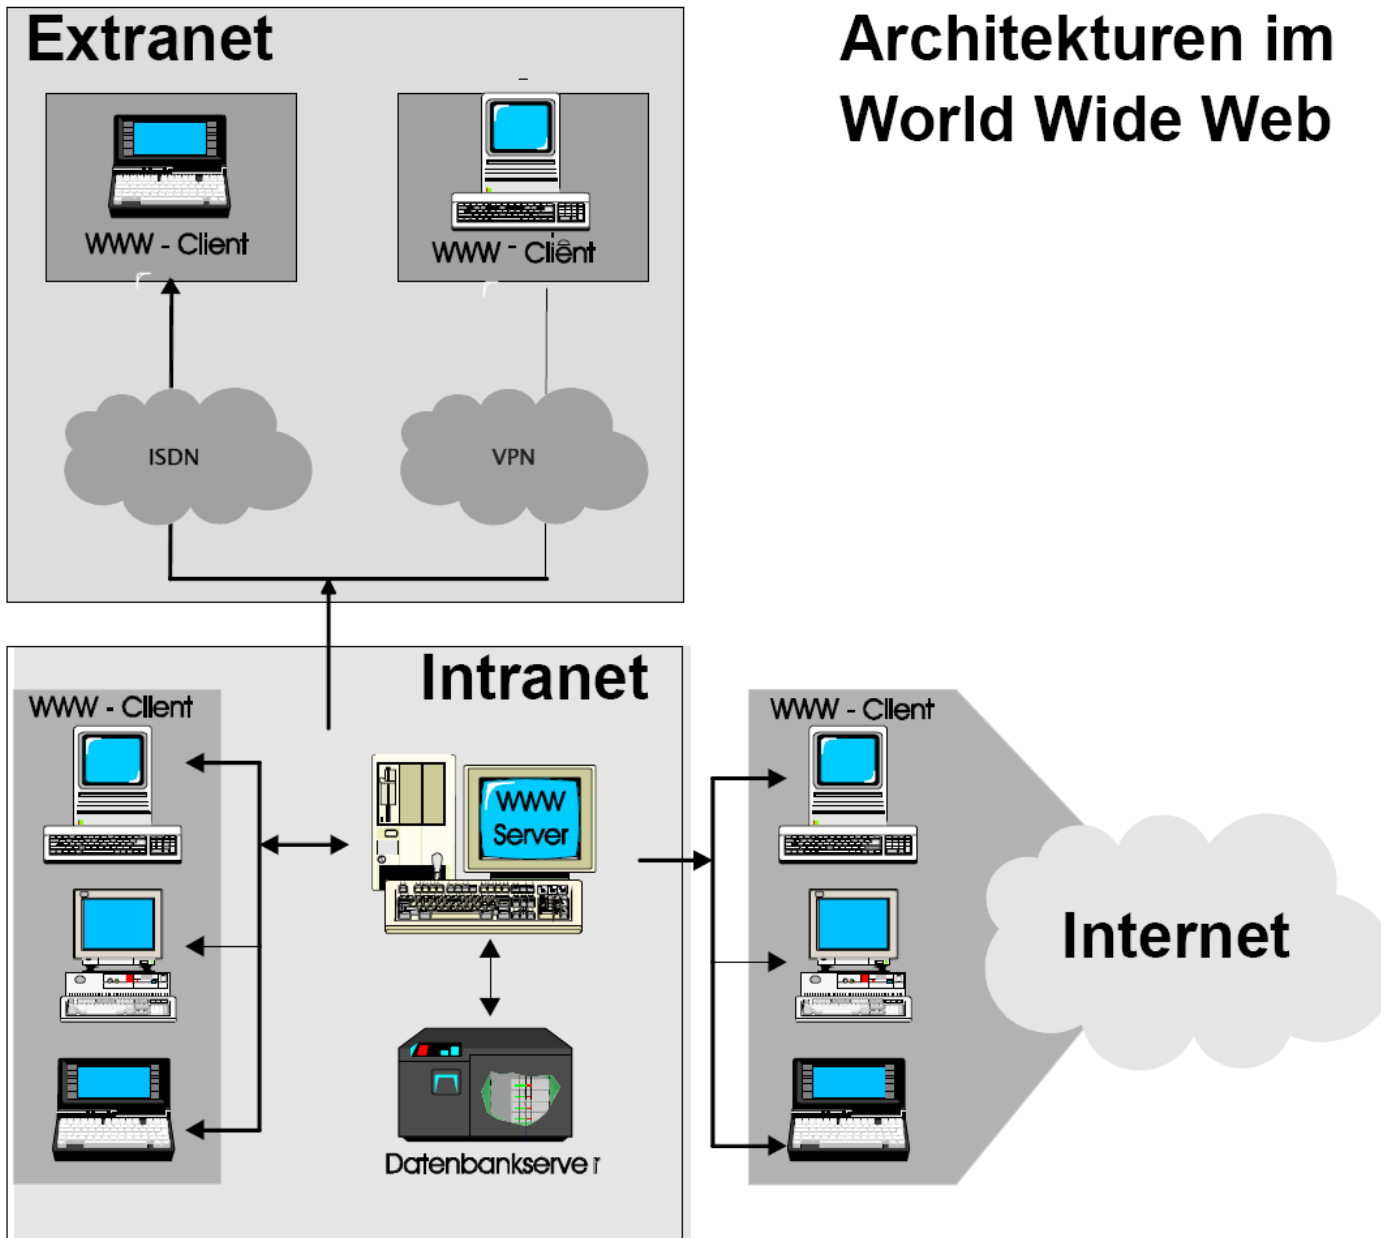 Extranet
Architekturen im
World Wide Web
WWW - Client
WWW - Client
ISDN
VPN
Intranet
WWW - Client
WWW
Server
Datenbankserver
WWW - Client
Internet